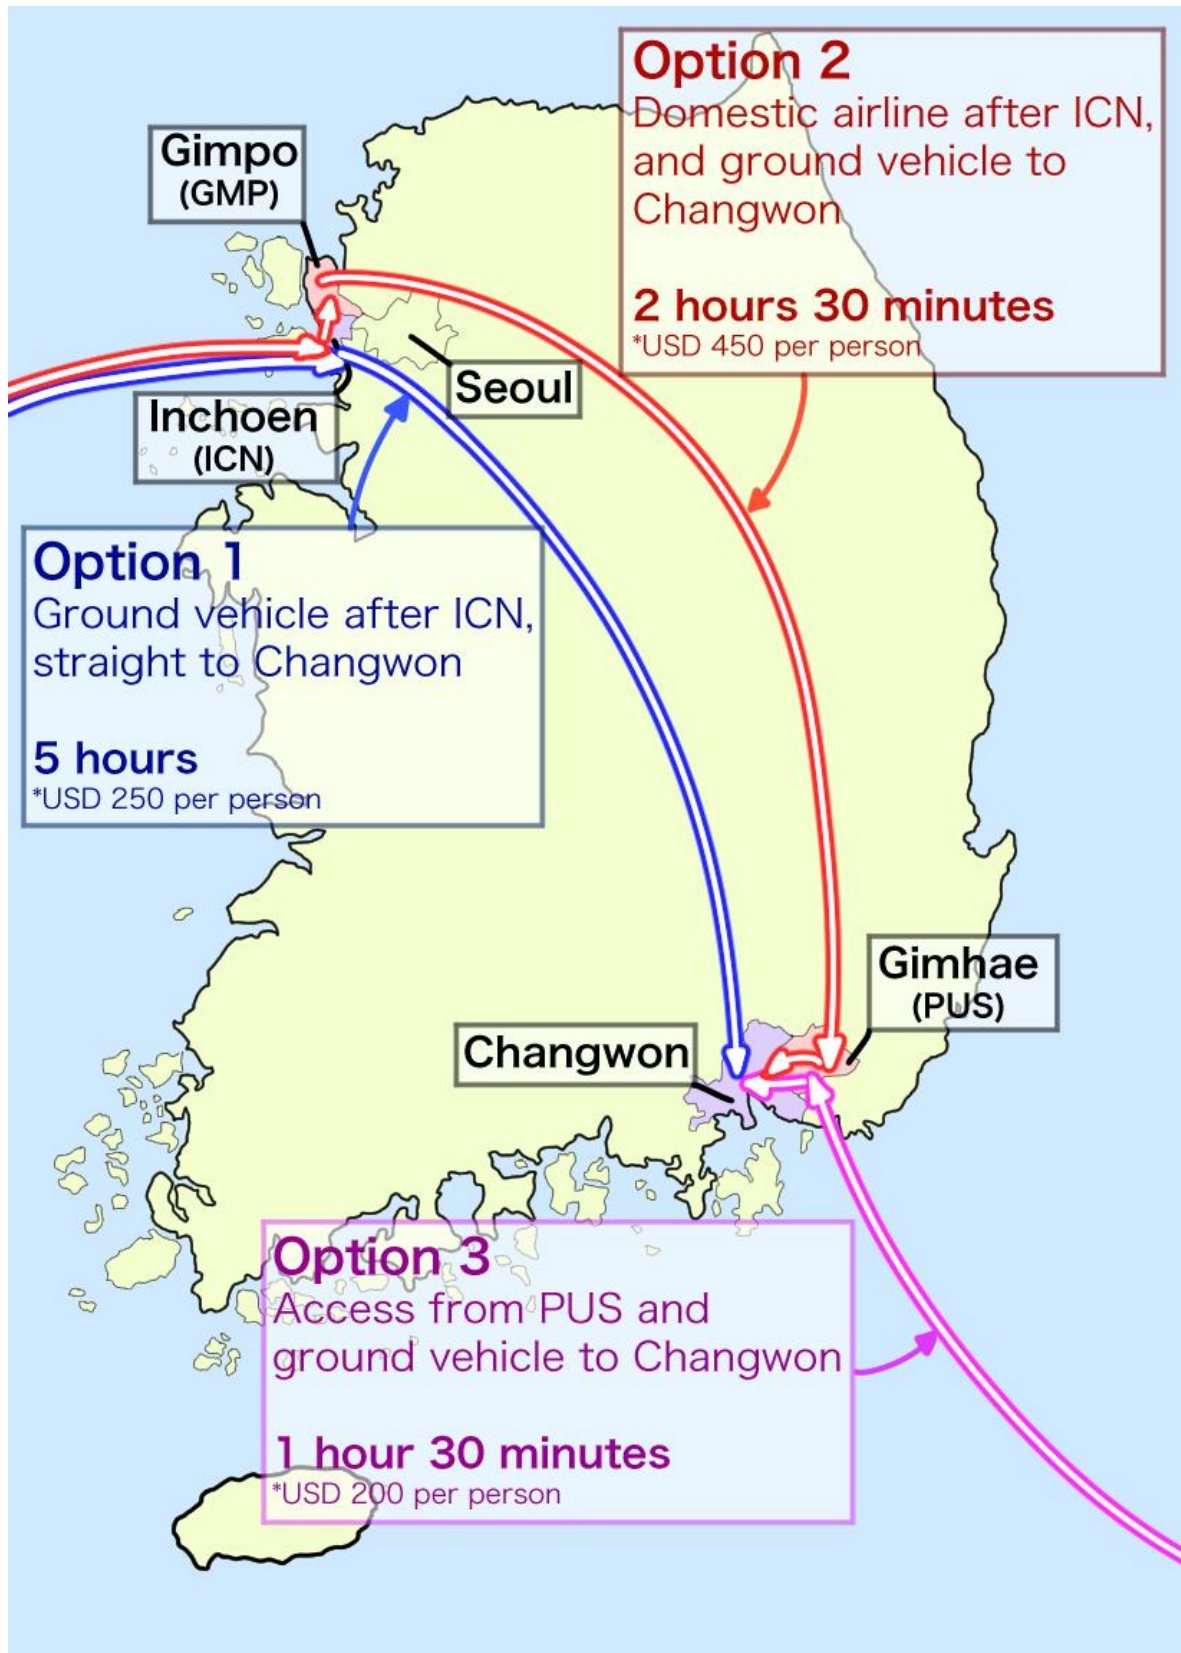 Option 2
Domestic airline after ICN,
and ground vehicle to
Changwon
2 hours 30 minutes
*USD 450 per person
Gimpo
(GMP)
Seoul
Inchoen
(ICN)
Option 1
Ground vehicle after ICN,
straight to Changwon
5 hours
*USD 250 per person
Gimhae
(PUS)
Changwon
Option 3
Access from PUS and
ground vehicle to Changwon
1 hour 30 minutes
*USD 200 per person